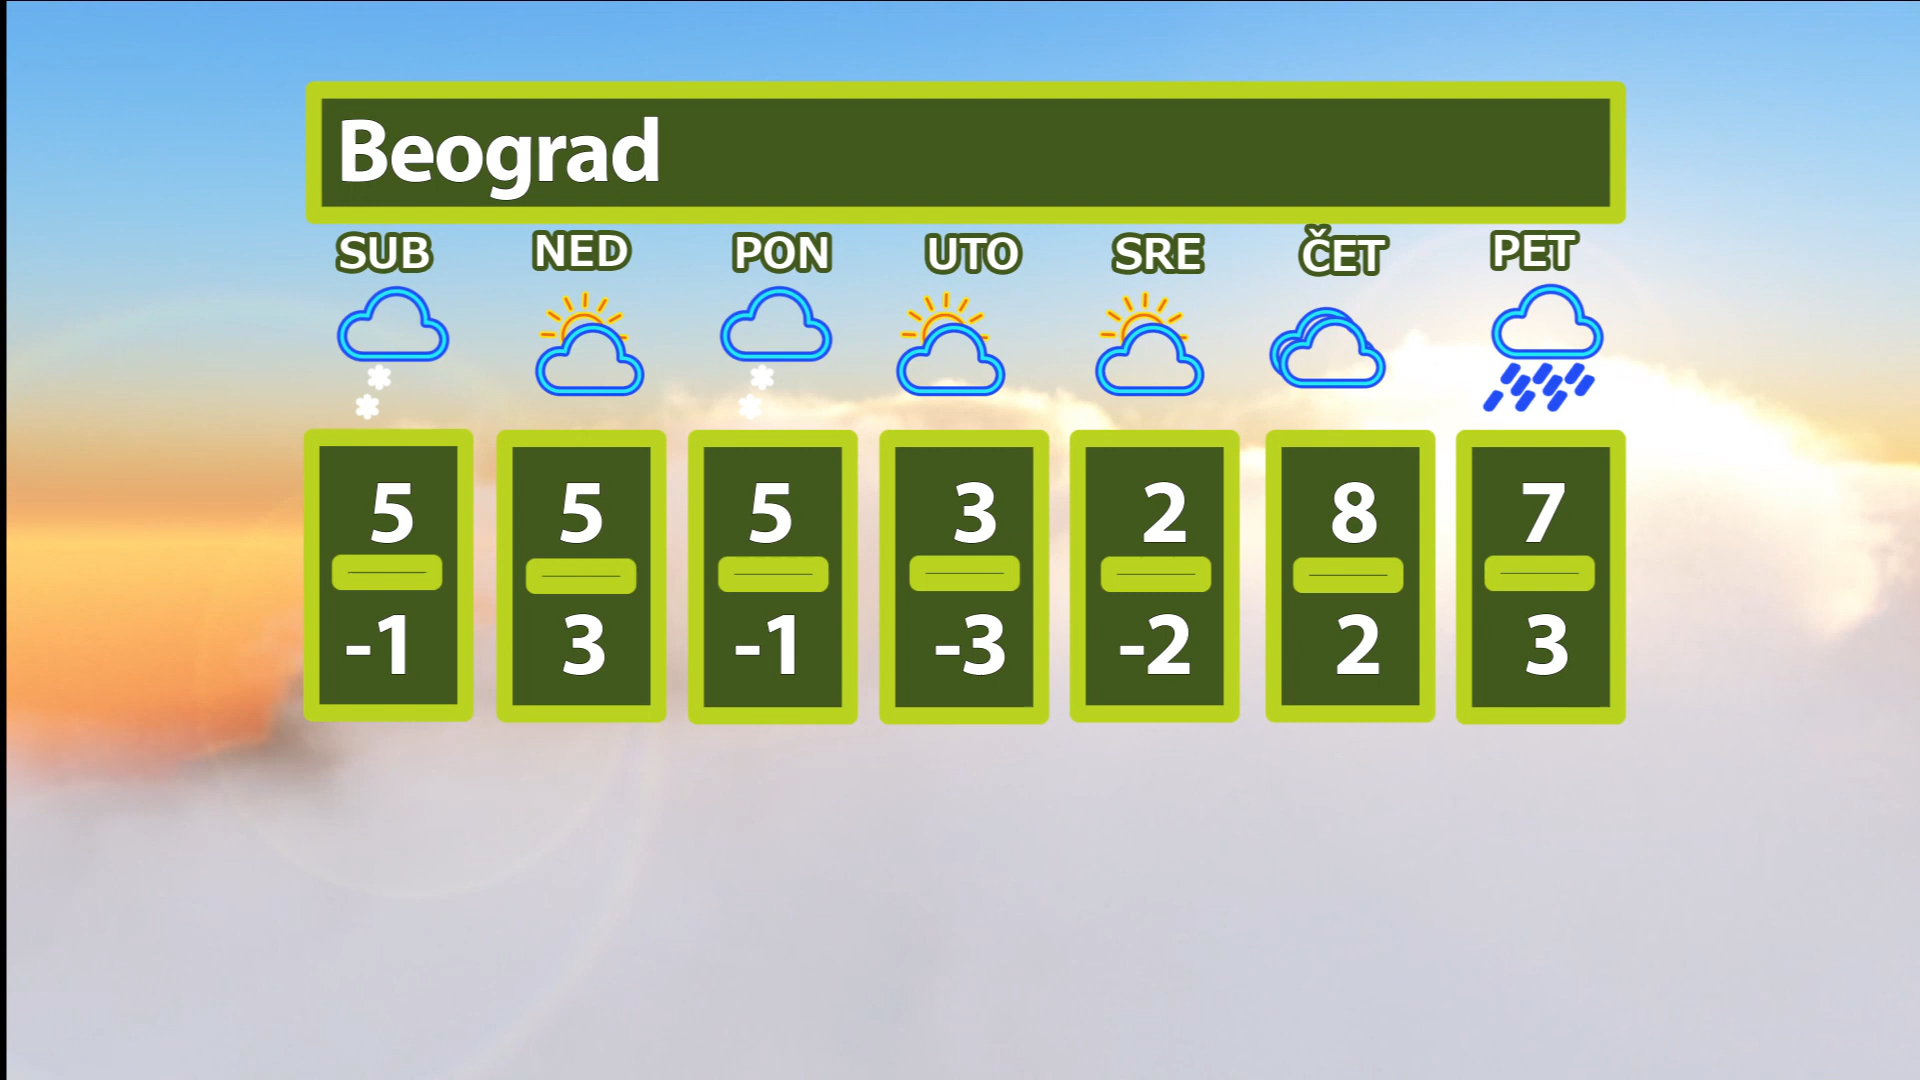 Beograd
SUB NED PON UTO SRE ČET PET
5 5 5 3 2 8 7
-1 3 -1 -3 -2 2 3